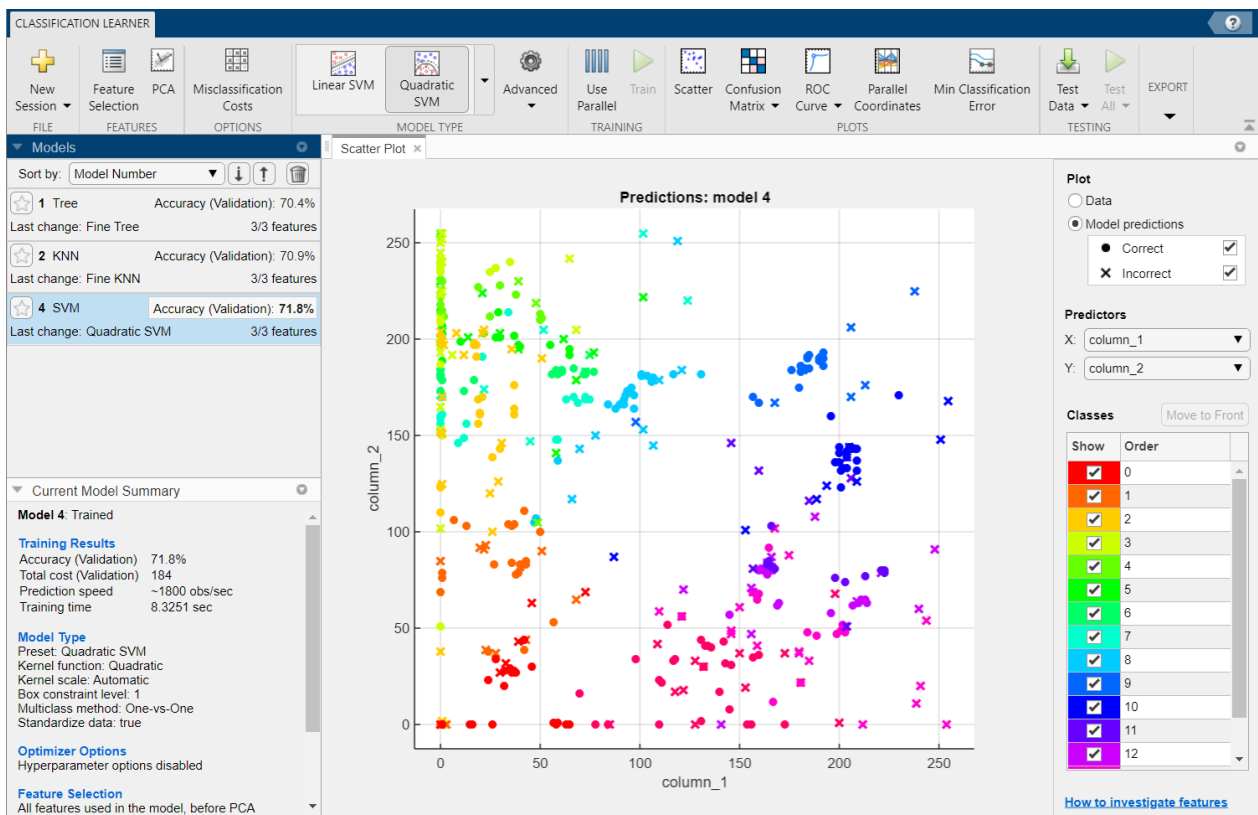 CLASSIFICATION LEARNER
?
New Session
Feature Selection
PCA
Misclassification Costs
Linear SVM
Quadratic SVM
Advanced
Use Parallel
Train
Scatter
Confusion Matrix
ROC Curve
Parallel Coordinates
Min Classification Error
Test Data
Test All
EXPORT
FILE
FEATURES
OPTIONS
MODEL TYPE
TRAINING
PLOTS
TESTING
Models
Sort by: Model Number
1 Tree Accuracy (Validation): 70.4%
Last change: Fine Tree 3/3 features
2 KNN Accuracy (Validation): 70.9%
Last change: Fine KNN 3/3 features
4 SVM Accuracy (Validation): 71.8%
Last change: Quadratic SVM 3/3 features
Current Model Summary
Model 4: Trained
Training Results
Accuracy (Validation) 71.8%
Total cost (Validation) 184
Prediction speed ~1800 obs/sec
Training time 8.3251 sec
Model Type
Preset: Quadratic SVM
Kernel function: Quadratic
Kernel scale: Automatic
Box constraint level: 1
Multiclass method: One-vs-One
Standardize data: true
Optimizer Options
Hyperparameter options disabled
Feature Selection
All features used in the model, before PCA
Scatter Plot
Predictions: model 4
250
200
150
100
50
0
column_2
0 50 100 150 200 250
column_1
Plot
Data
Model predictions
Correct
Incorrect
Predictors
X: column_1
Y: column_2
Classes Move to Front
Show Order
0
1
2
3
4
5
6
7
8
9
10
11
12
How to investigate features